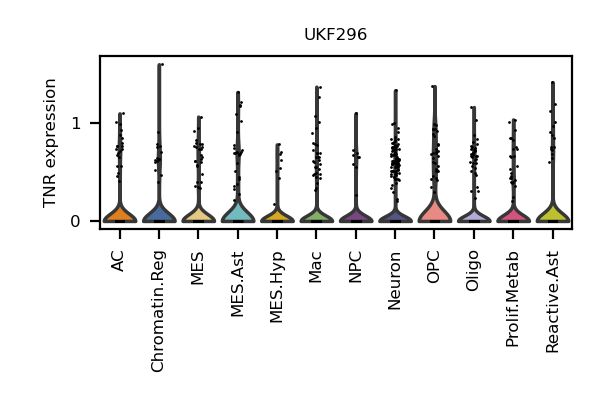 UKF296
TNR expression
1
0
AC
Chromatin.Reg
MES
MES.Ast
MES.Hyp
Mac
NPC
Neuron
OPC
Oligo
Prolif.Metab
Reactive.Ast